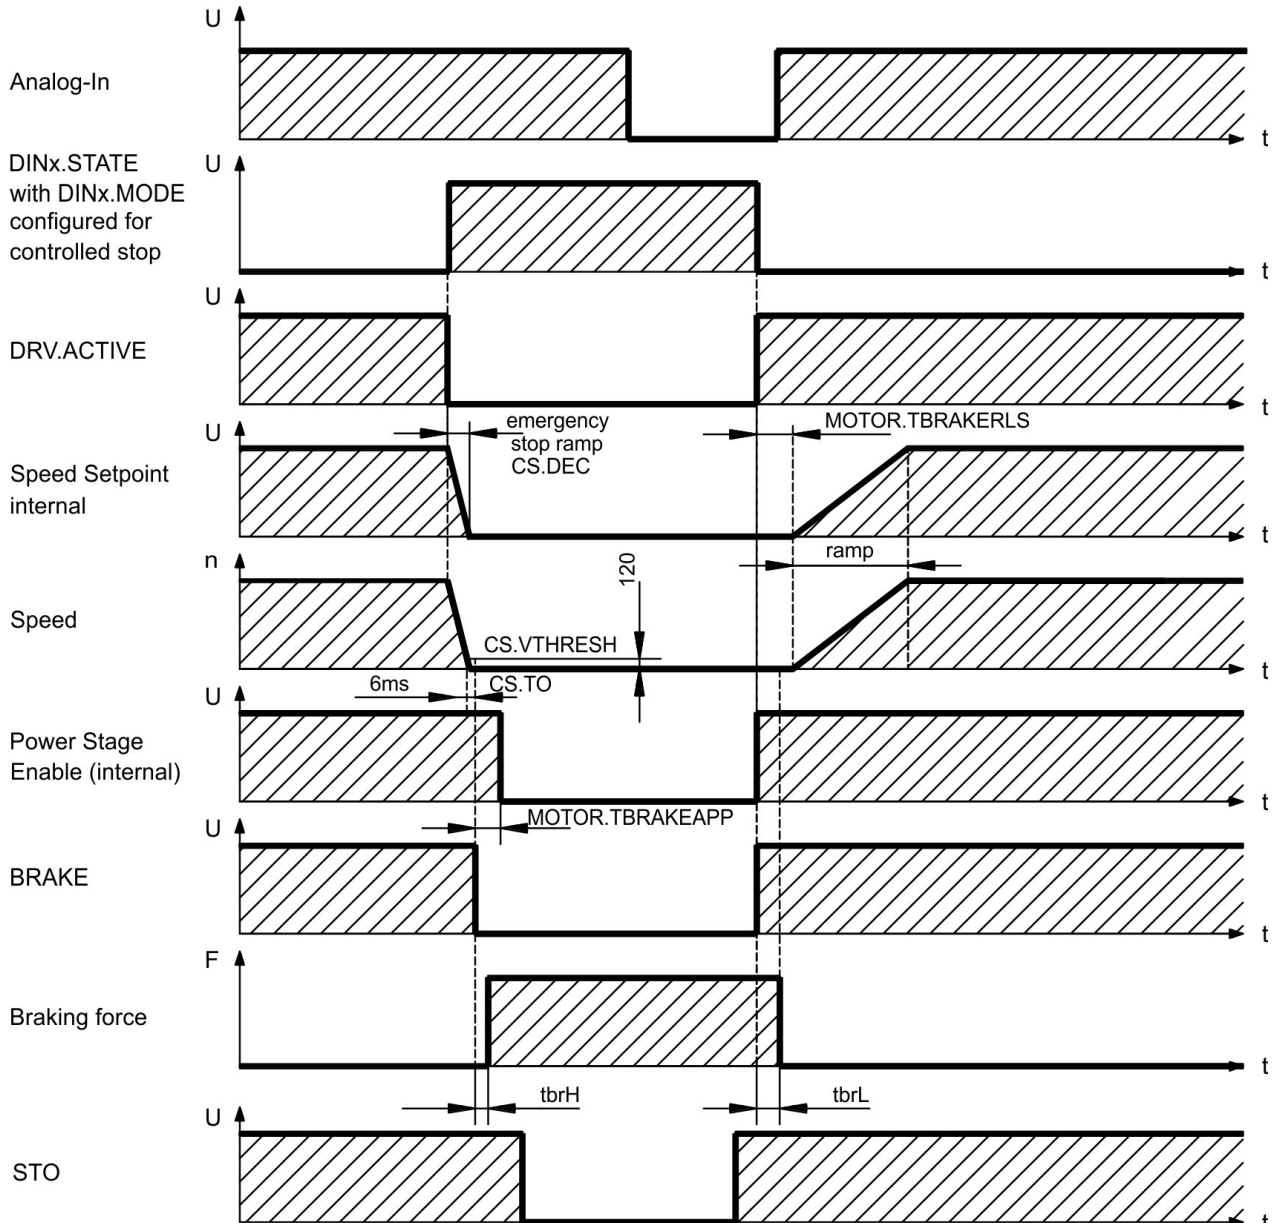 U
Analog-In
t
DINx.STATE
with DINx.MODE
configured for
controlled stop
U
t
U
DRV.ACTIVE
t
U
emergency
stop ramp
CS.DEC
MOTOR.TBRAKERLS
Speed Setpoint
internal
t
n
120
ramp
Speed
CS.VTHRESH
t
6ms
CS.TO
U
Power Stage
Enable (internal)
t
MOTOR.TBRAKEAPP
U
BRAKE
t
F
Braking force
t
tbrH
tbrL
U
STO
t